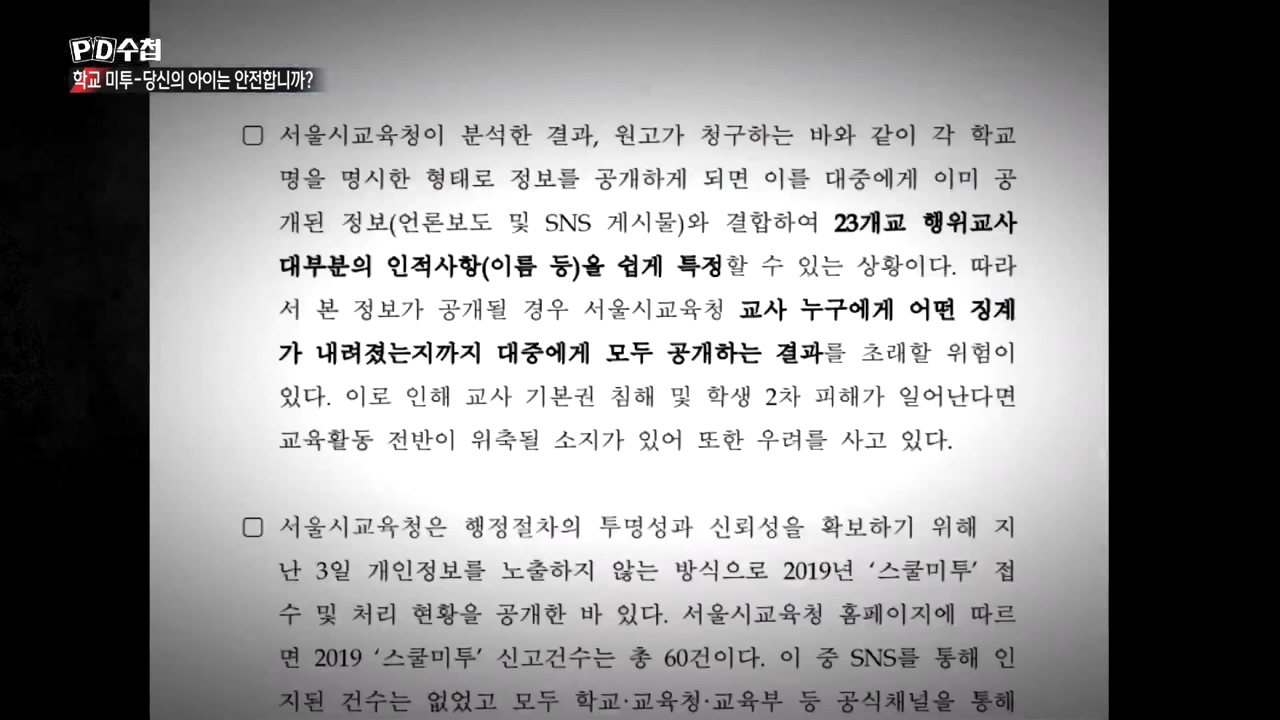 PD수첩
학교 미투-당신의 아이는 안전합니까?
□ 서울시교육청이 분석한 결과, 원고가 청구하는 바와 같이 각 학교
명을 명시한 형태로 정보를 공개하게 되면 이를 대중에게 이미 공
개된 정보(언론보도 및 SNS 게시물)와 결합하여 23개교 행위교사
대부분의 인적사항(이름 등)을 쉽게 특정할 수 있는 상황이다. 따라
서 본 정보가 공개될 경우 서울시교육청 교사 누구에게 어떤 징계
가 내려졌는지까지 대중에게 모두 공개하는 결과를 초래할 위험이
있다. 이로 인해 교사 기본권 침해 및 학생 2차 피해가 일어난다면
교육활동 전반이 위축될 소지가 있어 또한 우려를 사고 있다.
□ 서울시교육청은 행정절차의 투명성과 신뢰성을 확보하기 위해 지
난 3일 개인정보를 노출하지 않는 방식으로 2019년 ‘스쿨미투’ 접
수 및 처리 현황을 공개한 바 있다. 서울시교육청 홈페이지에 따르
면 2019 ‘스쿨미투’ 신고건수는 총 60건이다. 이 중 SNS를 통해 인
지된 건수는 없었고 모두 학교·교육청·교육부 등 공식채널을 통해